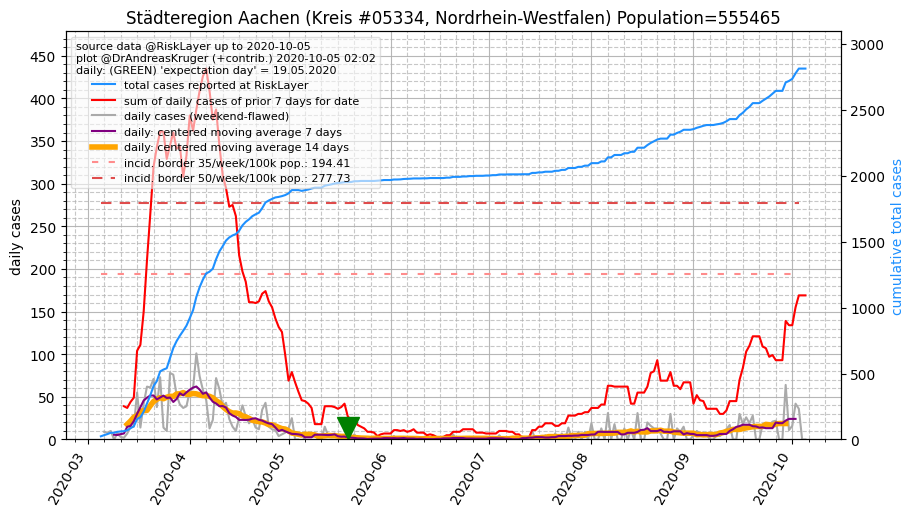 Städteregion Aachen (Kreis #05334, Nordrhein-Westfalen) Population=555465
source data @RiskLayer up to 2020-10-05
plot @DrAndreasKruger (+contrib.) 2020-10-05 02:02
daily: (GREEN) 'expectation day' = 19.05.2020
total cases reported at RiskLayer
sum of daily cases of prior 7 days for date
daily cases (weekend-flawed)
daily: centered moving average 7 days
daily: centered moving average 14 days
incid. border 35/week/100k pop.: 194.41
incid. border 50/week/100k pop.: 277.73
daily cases
450
400
350
300
250
200
150
100
50
0
cumulative total cases
3000
2500
2000
1500
1000
500
0
2020-03
2020-04
2020-05
2020-06
2020-07
2020-08
2020-09
2020-10